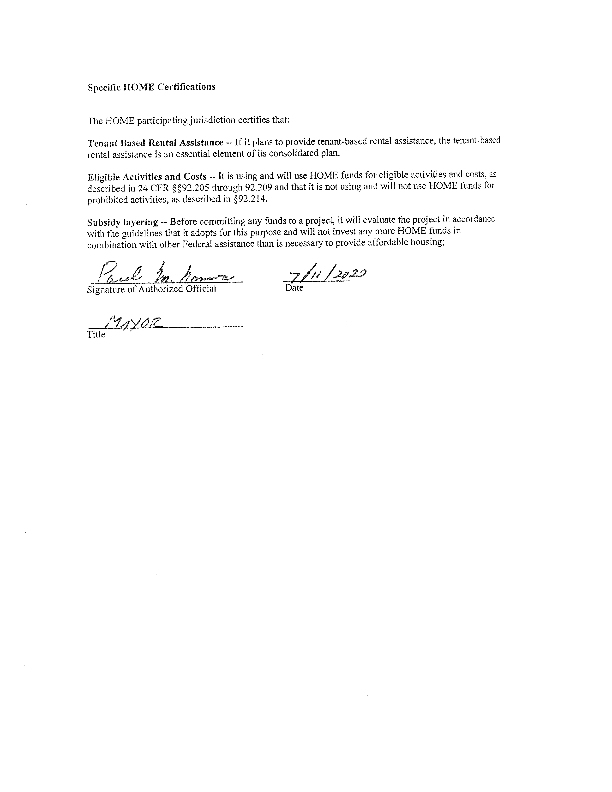 Specific HOME Certifications
The HOME participating jurisdiction certifies that:
Tenant Based Rental Assistance -- If it plans to provide tenant-based rental assistance, the tenant-based
rental assistance is an essential element of its consolidated plan.
Eligible Activities and Costs -- It is using and will use HOME funds for eligible activities and costs, as
described in 24 CFR §§92.205 through 92.209 and that it is not using and will not use HOME funds for
prohibited activities, as described in §92.214.
Subsidy layering -- Before committing any funds to a project, it will evaluate the project in accordance
with the guidelines that it adopts for this purpose and will not invest any more HOME funds in
combination with other Federal assistance than is necessary to provide affordable housing;
Paul M.
Signature of Authorized Official
/11/2020
Date
MAYOR
Title